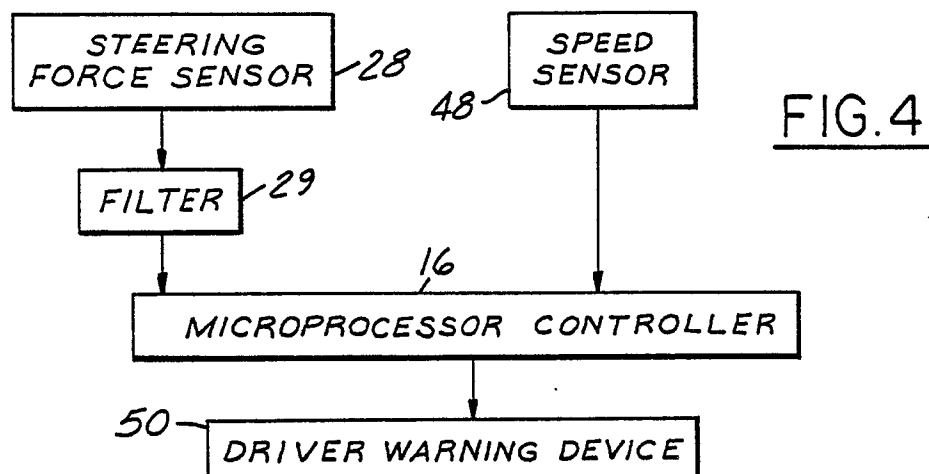 STEERING
FORCE SENSOR
28
SPEED
SENSOR
48
FIG.4
FILTER
29
16
MICROPROCESSOR CONTROLLER
50
DRIVER WARNING DEVICE